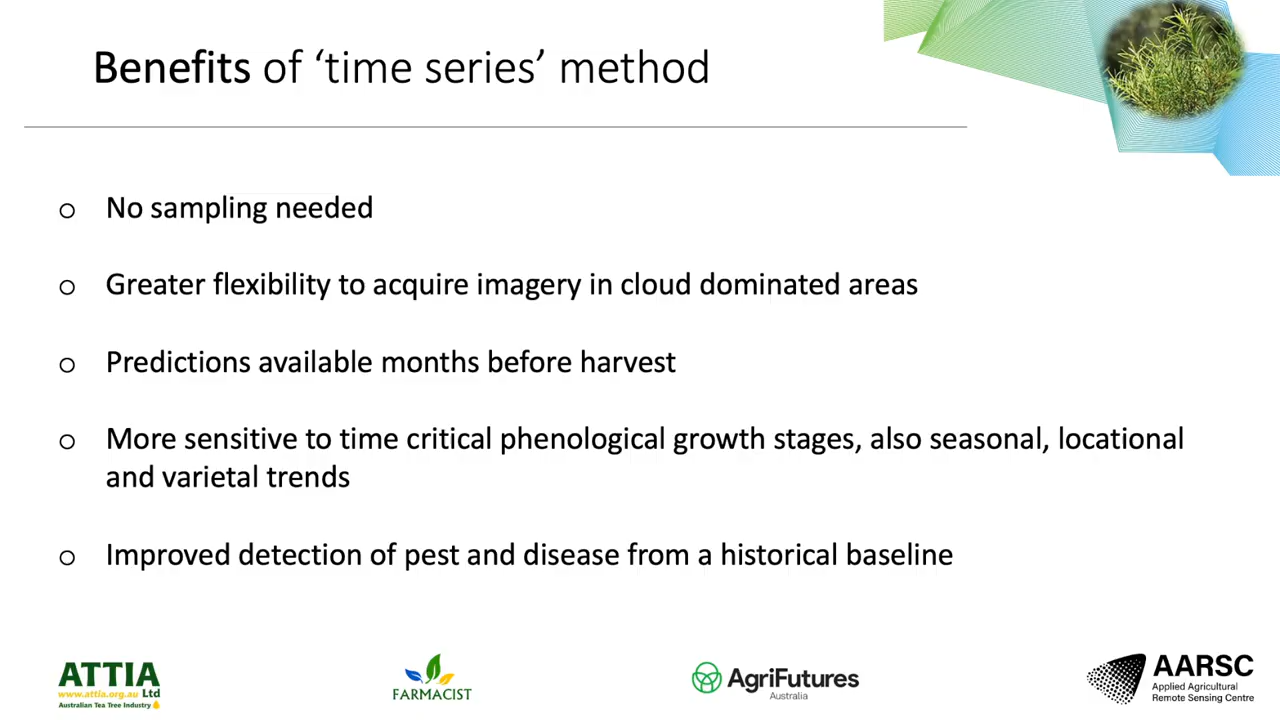 Benefits of ‘time series’ method
o No sampling needed
o Greater flexibility to acquire imagery in cloud dominated areas
o Predictions available months before harvest
o More sensitive to time critical phenological growth stages, also seasonal, locational
and varietal trends
o Improved detection of pest and disease from a historical baseline
ATTIA
www.attia.org.au Ltd
Australian Tea Tree Industry
FARMACIST
AgriFutures
Australia
AARSC
Applied Agricultural
Remote Sensing Centre